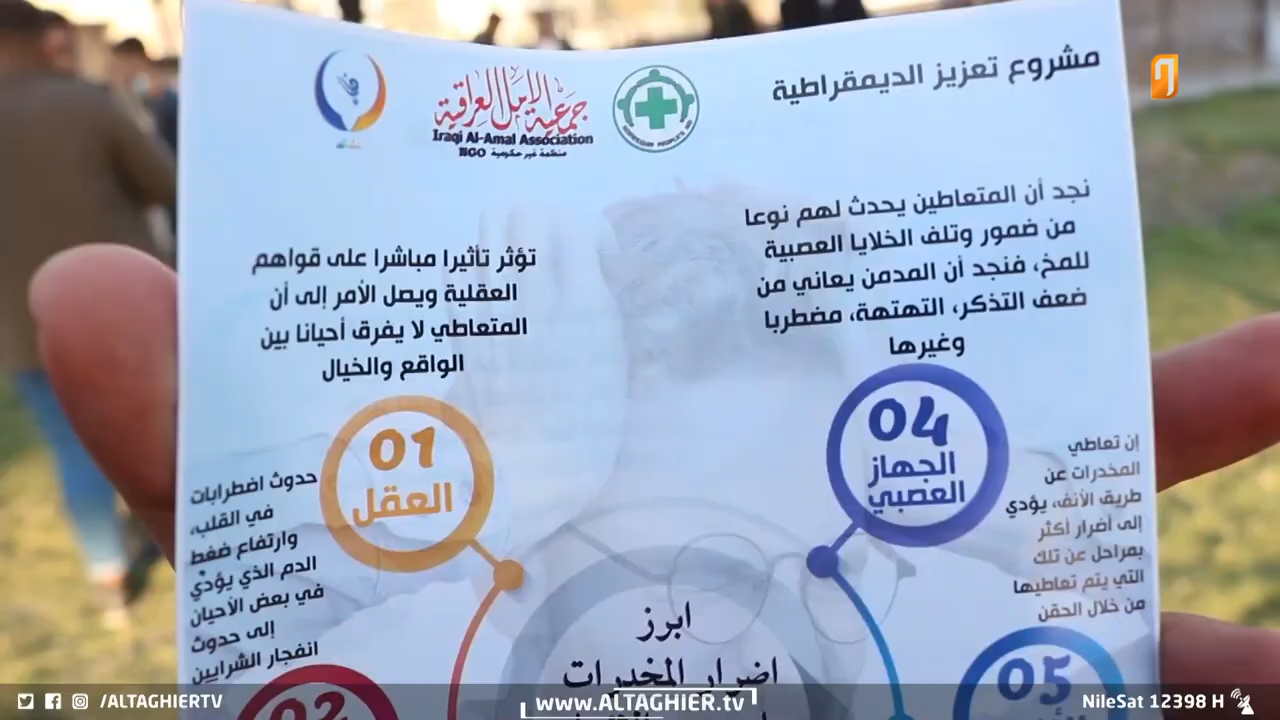 مشروع تعزيز الديمقراطية
جمعية الامل العراقية
Iraqi Al-Amal Association
NGO منظمة غير حكومية
نجد أن المتعاطين يحدث لهم نوعا
من ضمور وتلف الخلايا العصبية
للمخ، فنجد أن المدمن يعاني من
ضعف التذكر، التهتهة، مضطربا
وغيرها
04
الجهاز
العصبي
تؤثر تأثيرا مباشرا على قواهم
العقلية ويصل الأمر إلى أن
المتعاطي لا يفرق أحيانا بين
الواقع والخيال
01
العقل
إن تعاطي
المخدرات عن
طريق الأنف، يؤدي
إلى أضرار أكثر
بمراحل عن تلك
التي يتم تعاطيها
من خلال الحقن
05
حدوث اضطرابات
في القلب،
وارتفاع ضغط
الدم الذي يؤدي
في بعض الأحيان
إلى حدوث
انفجار الشرايين
02
ابرز
اضرار المخدرات
/ALTAGHIERTV
www.ALTAGHIER.tv
NileSat 12398 H